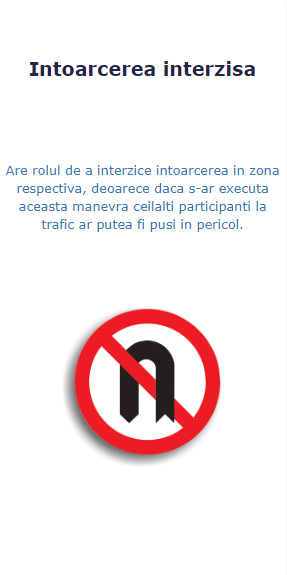 Intoarcerea interzisa
Are rolul de a interzice intoarcerea in zona
respectiva, deoarece daca s-ar executa
aceasta manevra ceilalti participanti la
trafic ar putea fi pusi in pericol.